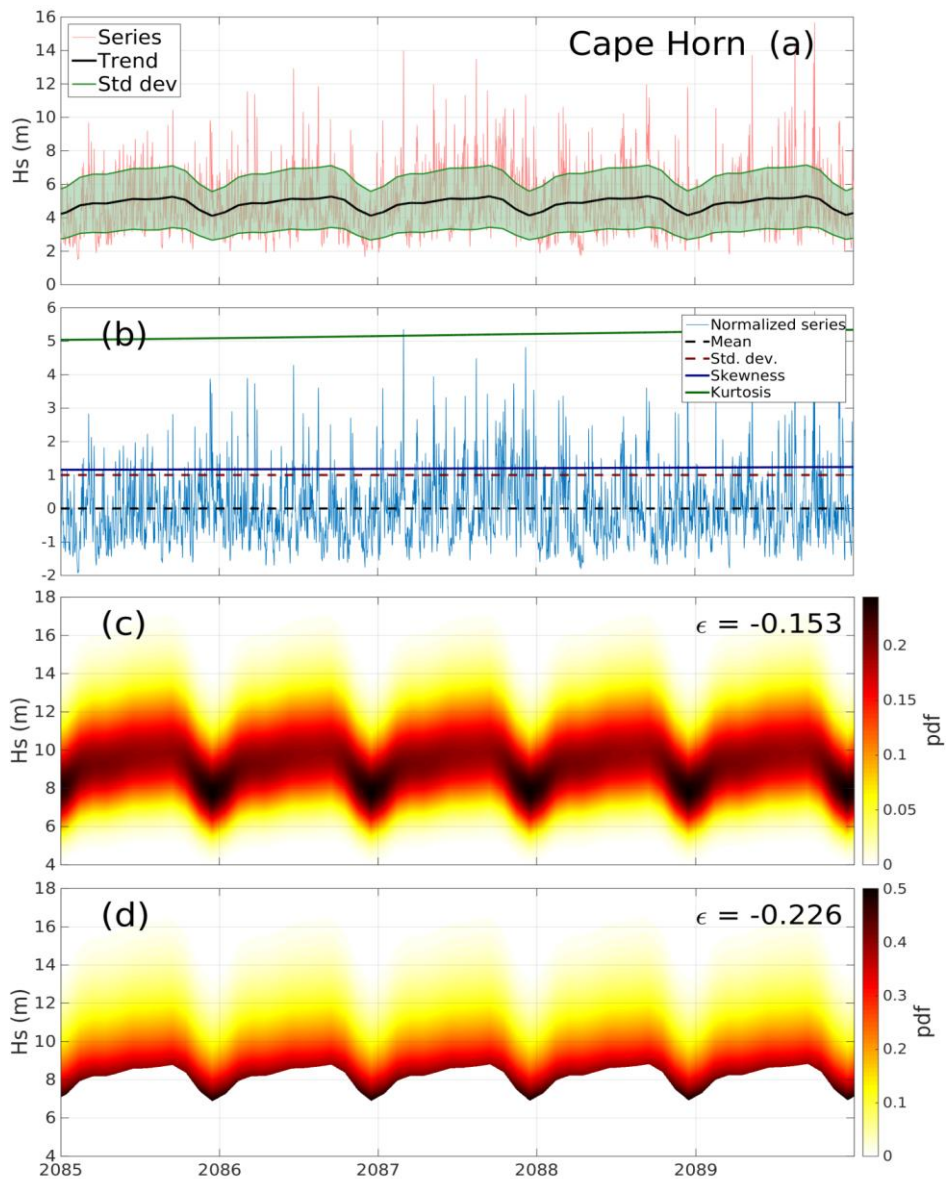 Cape Horn (a)
Series
Trend
Std dev
Hs (m)
16
14
12
10
8
6
4
2
0
(b)
Normalized series
Mean
Std. dev.
Skewness
Kurtosis
6
5
4
3
2
1
0
-1
-2
(c)
ϵ = -0.153
Hs (m)
18
16
14
12
10
8
6
4
0.2
0.15
0.1
0.05
0
pdf
(d)
ϵ = -0.226
Hs (m)
18
16
14
12
10
8
6
4
0.5
0.4
0.3
0.2
0.1
0
pdf
2085 2086 2087 2088 2089